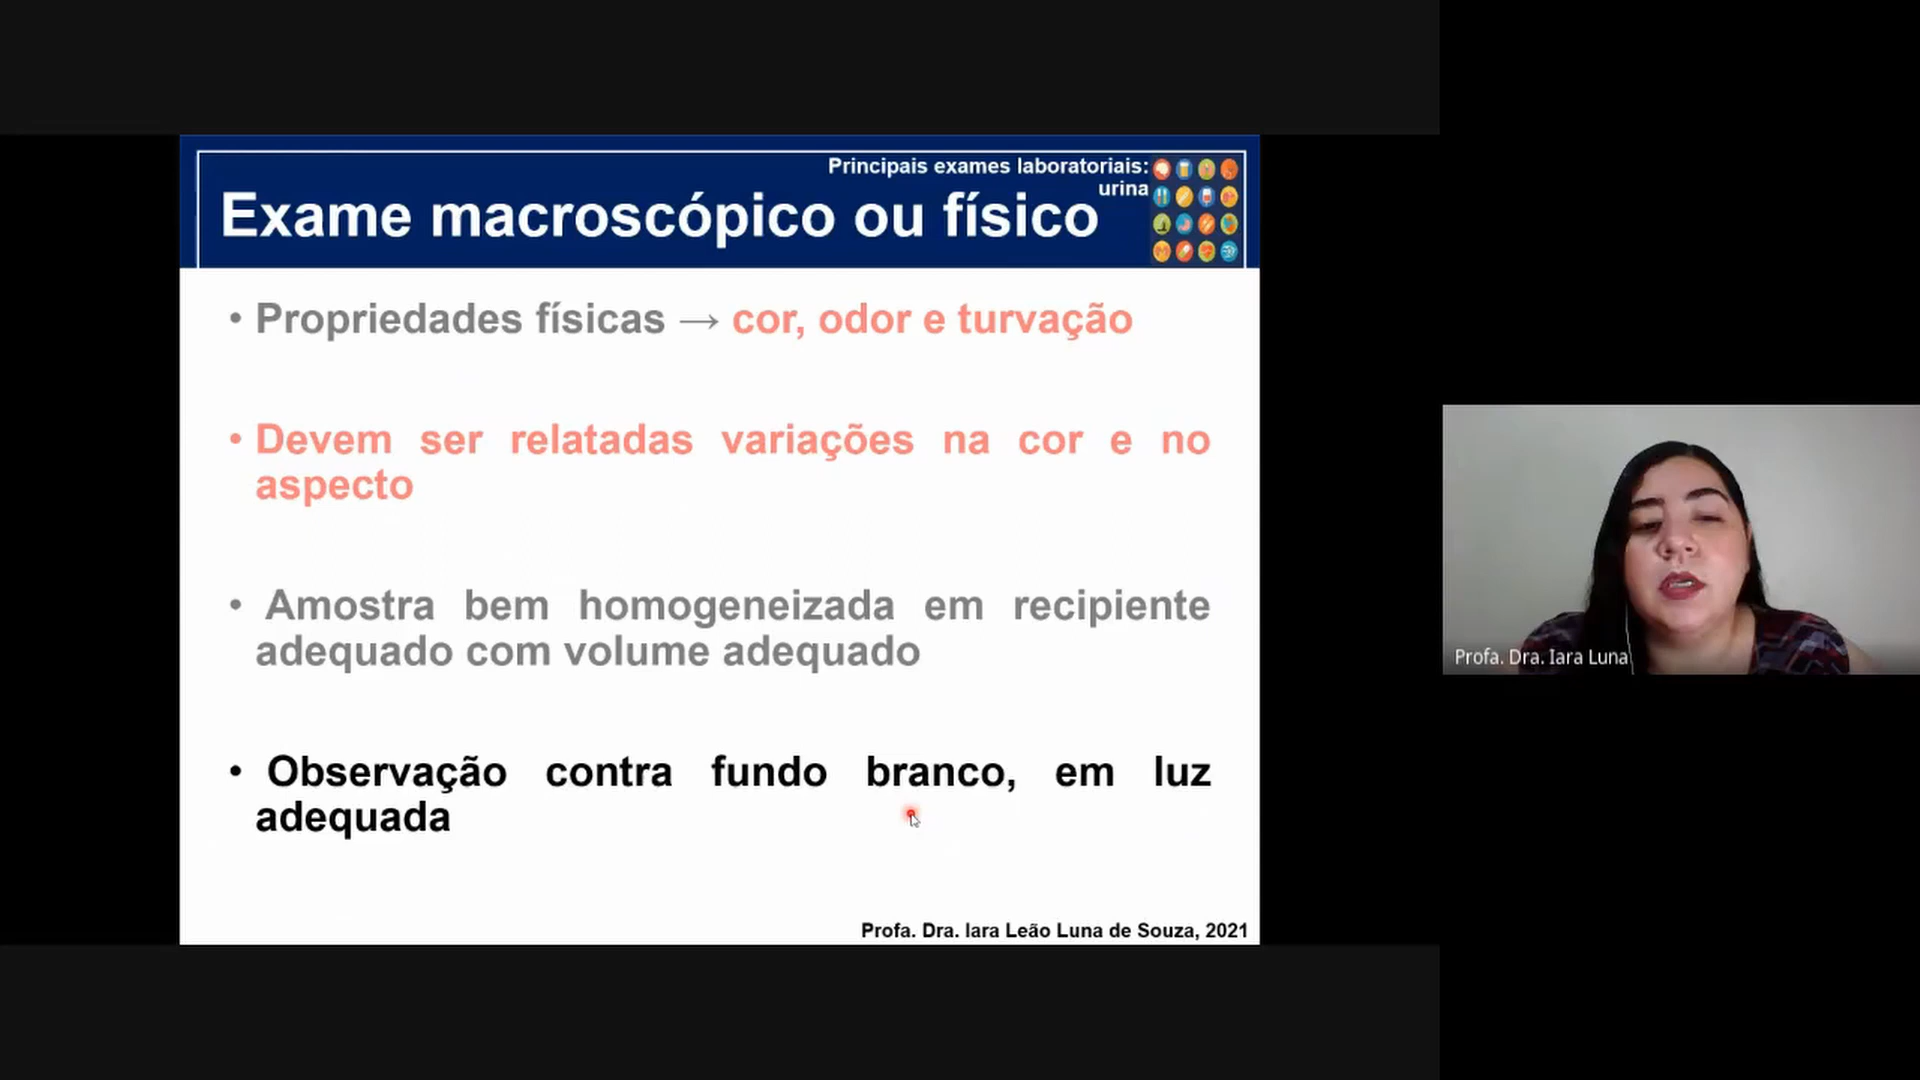 Principais exames laboratoriais:
urina
Exame macroscópico ou físico
• Propriedades físicas → cor, odor e turvação
• Devem ser relatadas variações na cor e no
aspecto
• Amostra bem homogeneizada em recipiente
adequado com volume adequado
• Observação contra fundo branco, em luz
adequada
Profa. Dra. Iara Leão Luna de Souza, 2021
Profa. Dra. Iara Luna